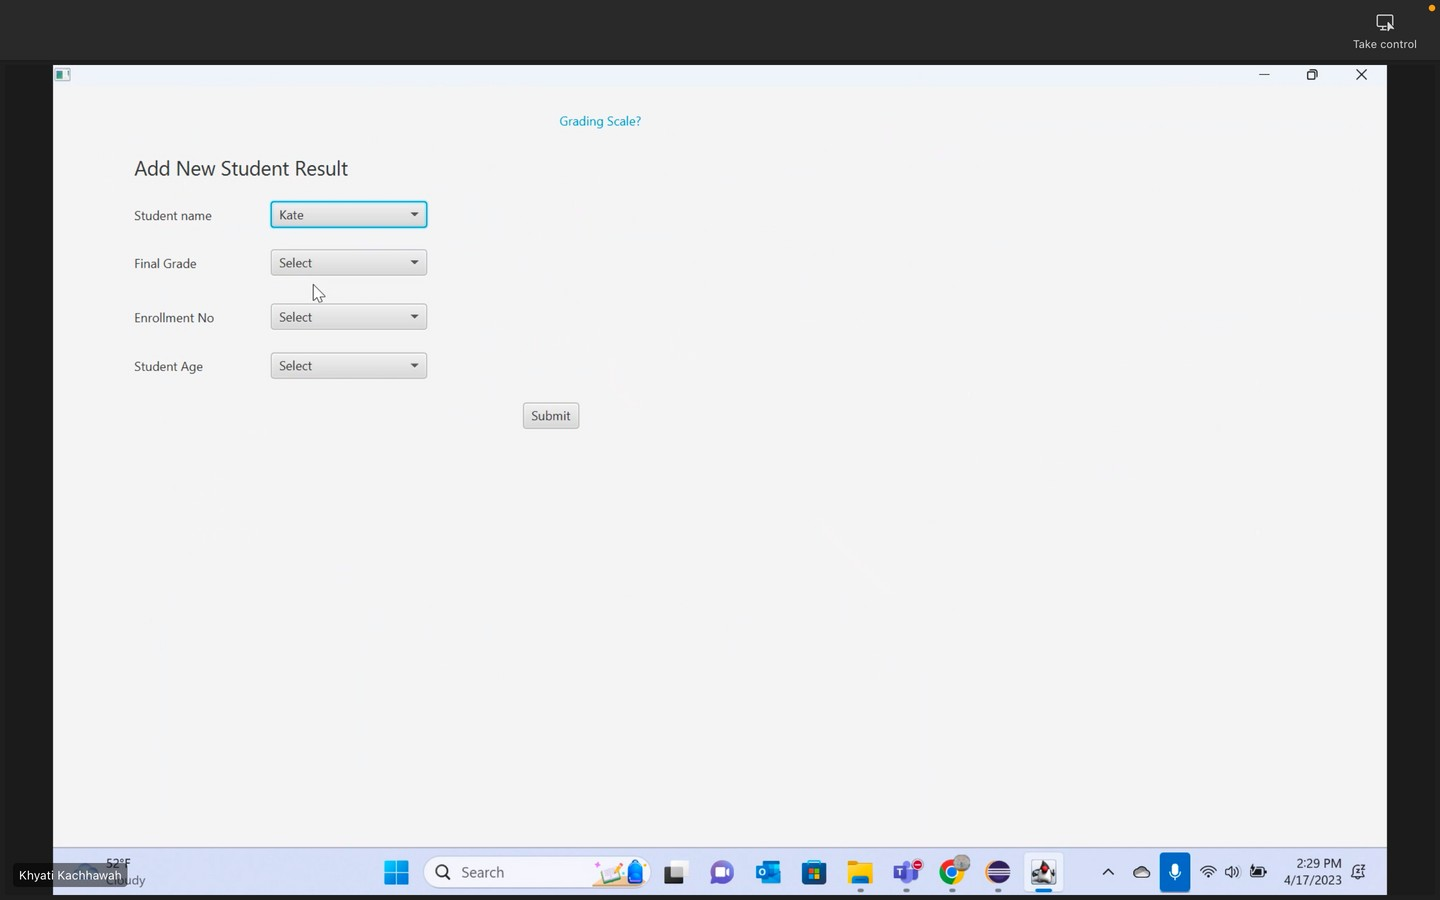 Take control
Grading Scale?
Add New Student Result
Student name
Kate
Final Grade
Select
Enrollment No
Select
Student Age
Select
Submit
52°F
Khyati Kachhawah
Cloudy
Search
2:29 PM
4/17/2023